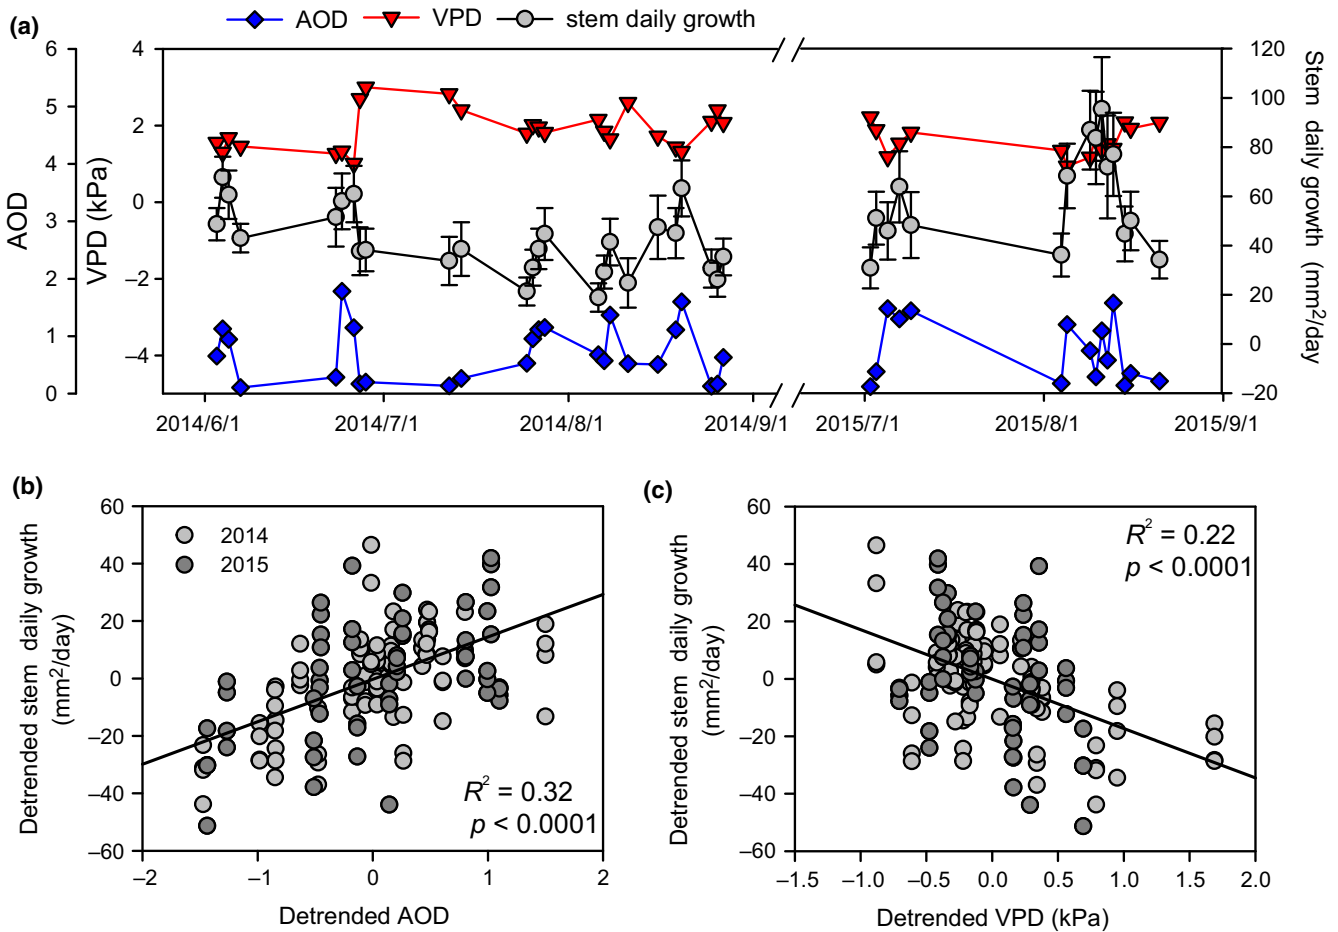 (a)
AOD VPD stem daily growth
6 4 120
5 100
2 80
4
60
0
3
40
2 −2
20
1 0
−4
0 −20
AOD
VPD (kPa)
Stem daily growth (mm2/day)
2014/6/1 2014/7/1 2014/8/1 2014/9/1 2015/7/1 2015/8/1 2015/9/1
(b)
60
40
20
0
−20
−40
−60
Detrended stem daily growth
(mm2/day)
2014
2015
R2 = 0.32
p < 0.0001
−2 −1 0 1 2
Detrended AOD
(c)
60
40
20
0
−20
−40
−60
Detrended stem daily growth
(mm2/day)
R2 = 0.22
p < 0.0001
−1.5 −1.0 −0.5 0.0 0.5 1.0 1.5 2.0
Detrended VPD (kPa)